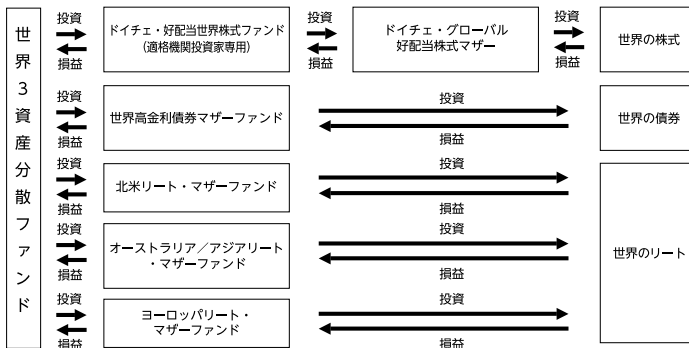 世界3資産分散ファンド
投資
損益
ドイチェ・好配当世界株式ファンド
(適格機関投資家専用)
投資
損益
ドイチェ・グローバル
好配当株式マザー
投資
損益
世界の株式
投資
損益
世界高金利債券マザーファンド
投資
損益
世界の債券
投資
損益
北米リート・マザーファンド
投資
損益
世界のリート
投資
損益
オーストラリア／アジアリート
・マザーファンド
投資
損益
投資
損益
ヨーロッパリート・
マザーファンド
投資
損益